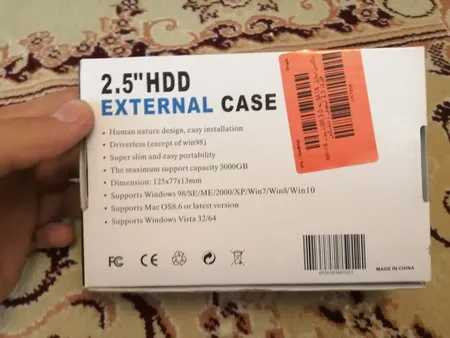 2.5"HDD
EXTERNAL CASE
• Human nature design, easy installation
• Driverless (except of win98)
• Super slim and easy portability
• The maximum support capacity 3000GB
• Dimension: 125x77x13mm
• Supports Windows 98/SE/ME/2000/XP/Win7/Win8/Win10
• Supports Mac OS8.6 or latest version
• Supports Windows Vista 32/64
FC CE
MADE IN CHINA